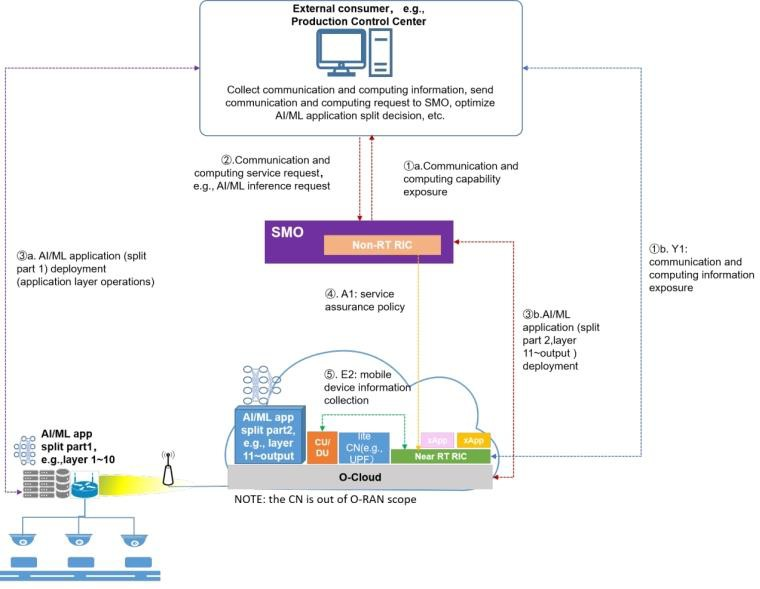 External consumer, e.g.,
Production Control Center
Collect communication and computing information, send
communication and computing request to SMO, optimize
AI/ML application split decision, etc.
②.Communication and
computing service request,
e.g., AI/ML inference request
①a.Communication and
computing capability
exposure
SMO
Non-RT RIC
③a. AI/ML application (split
part 1) deployment
(application layer operations)
①b. Y1:
communication and
computing information
exposure
④. A1: service
assurance policy
③b.AI/ML
application (split
part 2,layer
11~output )
deployment
⑤. E2: mobile
device information
collection
AI/ML app
split part2,
e.g., layer
11~output
CU/
DU
lite
CN(e.g.,
UPF)
xApp
xApp
Near RT RIC
AI/ML app
split part1,
e.g.,layer 1~10
O-Cloud
NOTE: the CN is out of O-RAN scope